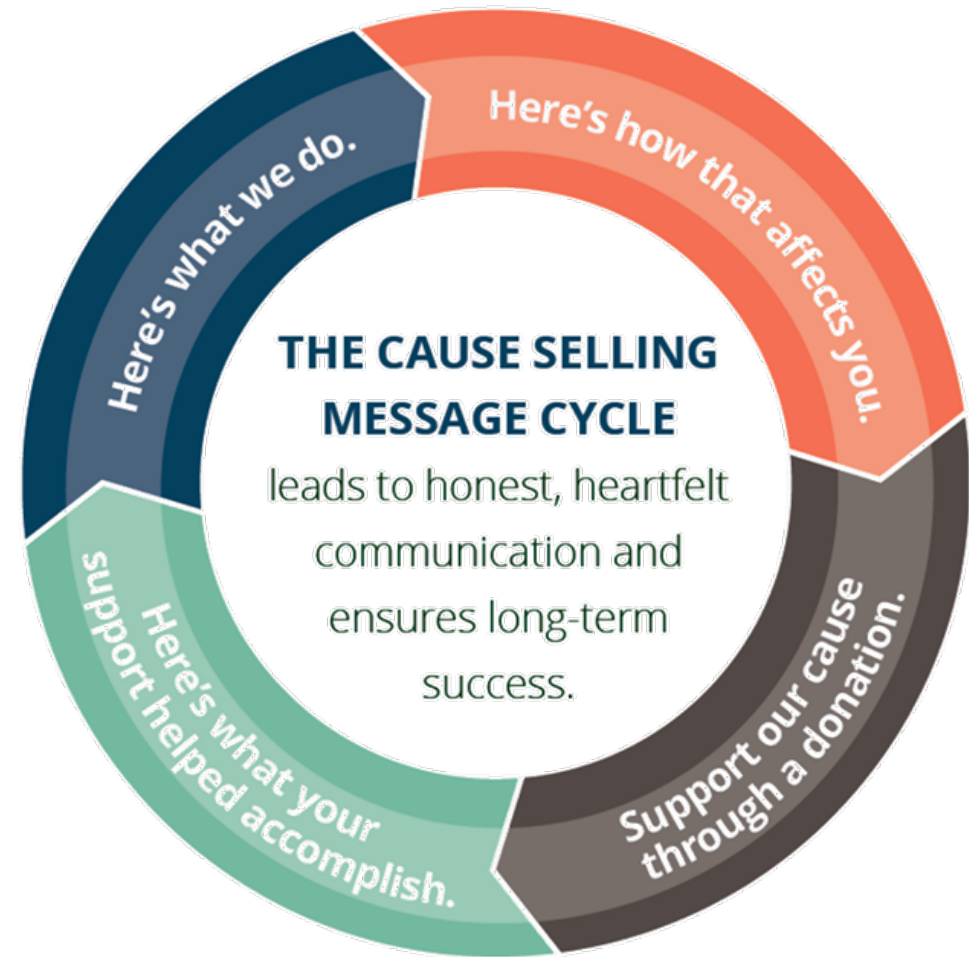 Here's what we do.
Here's how that affects you.
Support our cause
through a donation.
Here's what your
support helped accomplish.
THE CAUSE SELLING
MESSAGE CYCLE
leads to honest, heartfelt
communication and
ensures long-term
success.